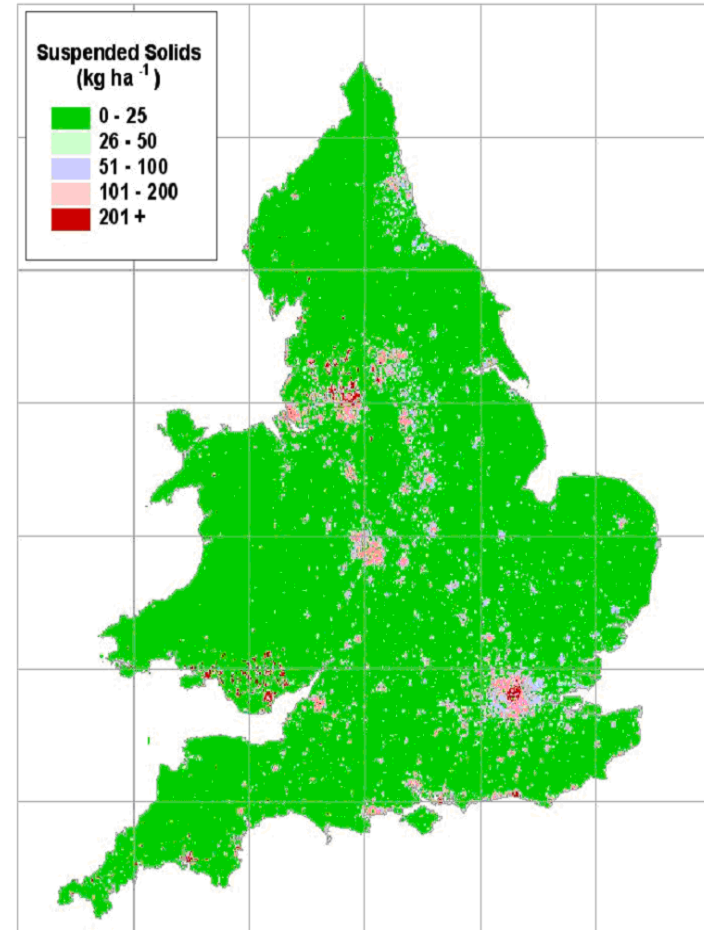 Suspended Solids
(kg ha -1)
0 - 25
26 - 50
51 - 100
101 - 200
201 +